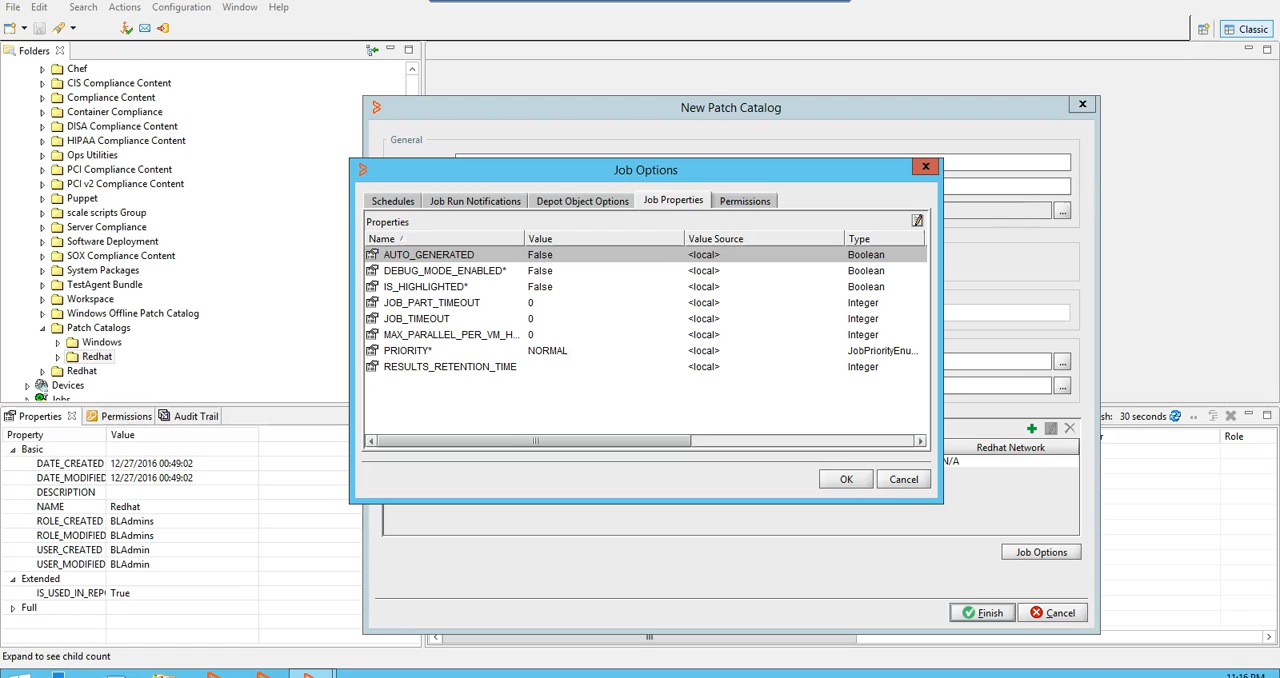 File Edit Search Actions Configuration Window Help
Classic
Folders
Chef
CIS Compliance Content
Compliance Content
Container Compliance
DISA Compliance Content
HIPAA Compliance Content
Ops Utilities
PCI Compliance Content
PCI v2 Compliance Content
Puppet
scale scripts Group
Server Compliance
Software Deployment
SOX Compliance Content
System Packages
TestAgent Bundle
Workspace
Windows Offline Patch Catalog
Patch Catalogs
Windows
Redhat
Redhat
Devices
Jobs
Properties Permissions Audit Trail
Property Value
Basic
DATE_CREATED 12/27/2016 00:49:02
DATE_MODIFIED 12/27/2016 00:49:02
DESCRIPTION
NAME Redhat
ROLE_CREATED BLAdmins
ROLE_MODIFIED BLAdmins
USER_CREATED BLAdmin
USER_MODIFIED BLAdmin
Extended
IS_USED_IN_REP True
Full
Expand to see child count
New Patch Catalog
General
Job Options
Schedules Job Run Notifications Depot Object Options Job Properties Permissions
Properties
Name Value Value Source Type
AUTO_GENERATED False <local> Boolean
DEBUG_MODE_ENABLED* False <local> Boolean
IS_HIGHLIGHTED* False <local> Boolean
JOB_PART_TIMEOUT 0 <local> Integer
JOB_TIMEOUT 0 <local> Integer
MAX_PARALLEL_PER_VM_H... 0 <local> Integer
PRIORITY* NORMAL <local> JobPriorityEnu...
RESULTS_RETENTION_TIME <local> Integer
OK Cancel
...
...
...
Redhat Network
N/A
Job Options
Finish Cancel
sh: 30 seconds
Role
11:16 PM